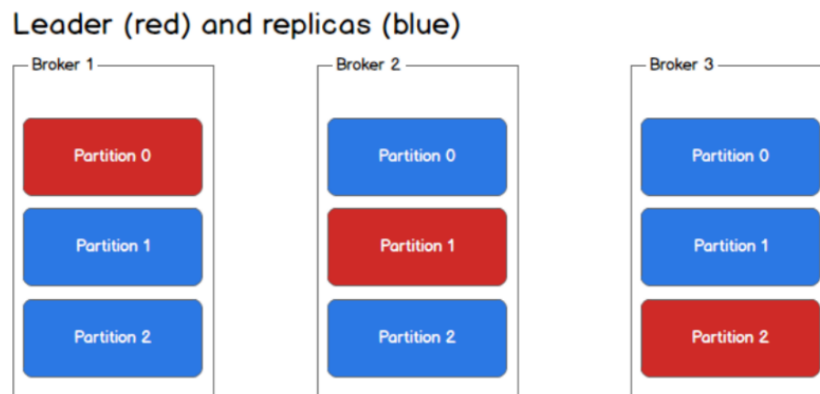 Leader (red) and replicas (blue)
Broker 1
Broker 2
Broker 3
Partition 0
Partition 0
Partition 0
Partition 1
Partition 1
Partition 1
Partition 2
Partition 2
Partition 2